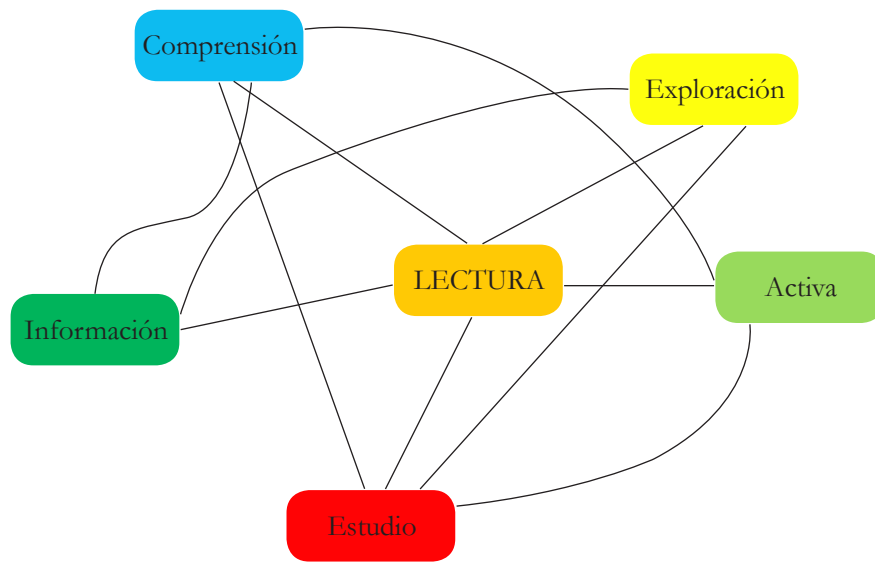 Comprensión
Exploración
LECTURA
Activa
Información
Estudio